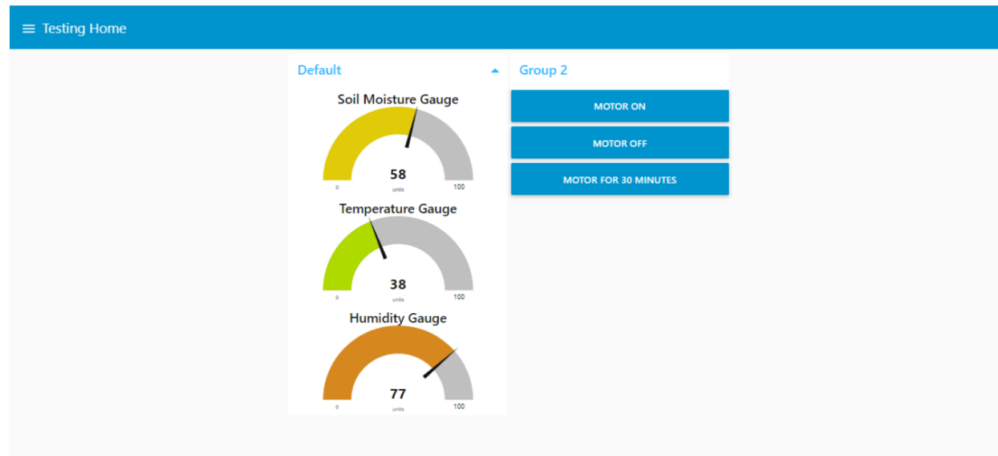 Testing Home
Default
Soil Moisture Gauge
58
0
units
100
Temperature Gauge
38
0
units
100
Humidity Gauge
77
0
units
100
Group 2
MOTOR ON
MOTOR OFF
MOTOR FOR 30 MINUTES